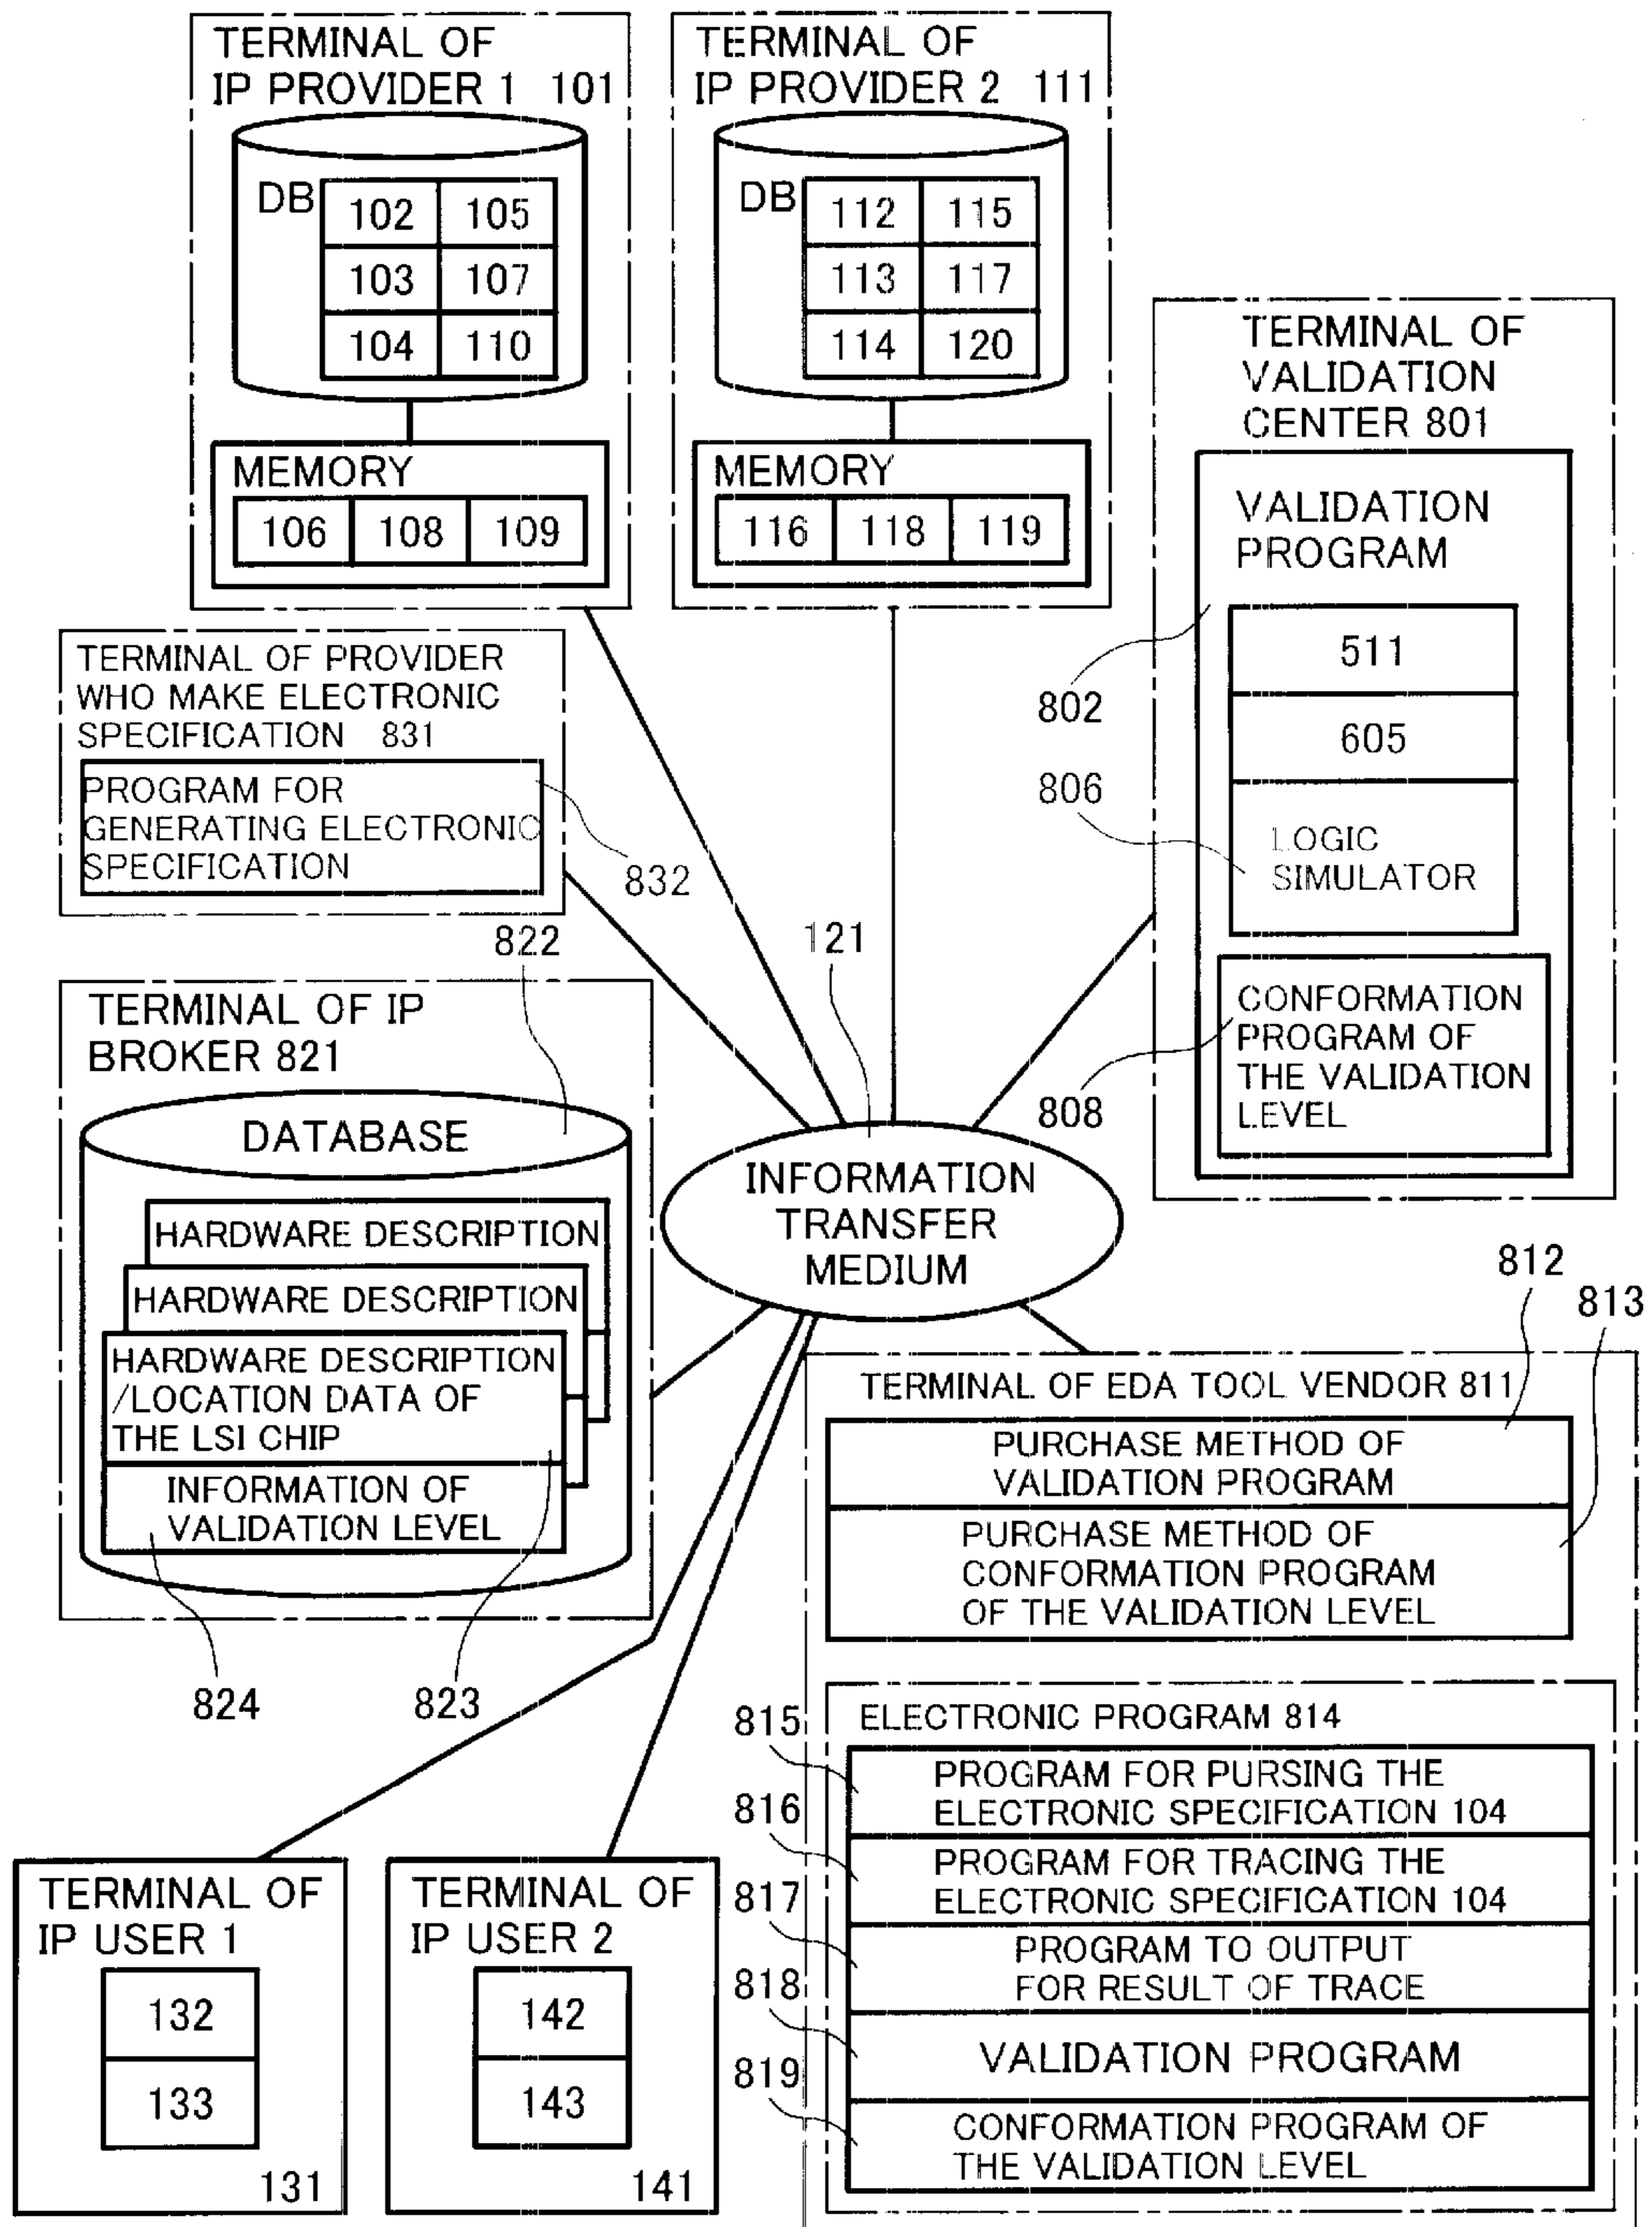 TERMINAL OF
IP PROVIDER 1 101
DB
102 105
103 107
104 110
MEMORY
106 108 109
TERMINAL OF
IP PROVIDER 2 111
DB
112 115
113 117
114 120
MEMORY
116 118 119
TERMINAL OF
VALIDATION
CENTER 801
VALIDATION
PROGRAM
802
511
605
806
LOGIC
SIMULATOR
808
CONFORMATION
PROGRAM OF
THE VALIDATION
LEVEL
TERMINAL OF PROVIDER
WHO MAKE ELECTRONIC
SPECIFICATION 831
PROGRAM FOR
GENERATING ELECTRONIC
SPECIFICATION
832
822
121
TERMINAL OF IP
BROKER 821
DATABASE
HARDWARE DESCRIPTION
HARDWARE DESCRIPTION
HARDWARE DESCRIPTION
/LOCATION DATA OF
THE LSI CHIP
INFORMATION OF
VALIDATION LEVEL
824
823
INFORMATION
TRANSFER
MEDIUM
812
813
TERMINAL OF EDA TOOL VENDOR 811
PURCHASE METHOD OF
VALIDATION PROGRAM
PURCHASE METHOD OF
CONFORMATION PROGRAM
OF THE VALIDATION LEVEL
ELECTRONIC PROGRAM 814
815
PROGRAM FOR PURSING THE
ELECTRONIC SPECIFICATION 104
816
PROGRAM FOR TRACING THE
ELECTRONIC SPECIFICATION 104
817
PROGRAM TO OUTPUT
FOR RESULT OF TRACE
818
VALIDATION PROGRAM
819
CONFORMATION PROGRAM OF
THE VALIDATION LEVEL
TERMINAL OF
IP USER 1
132
133
131
TERMINAL OF
IP USER 2
142
143
141